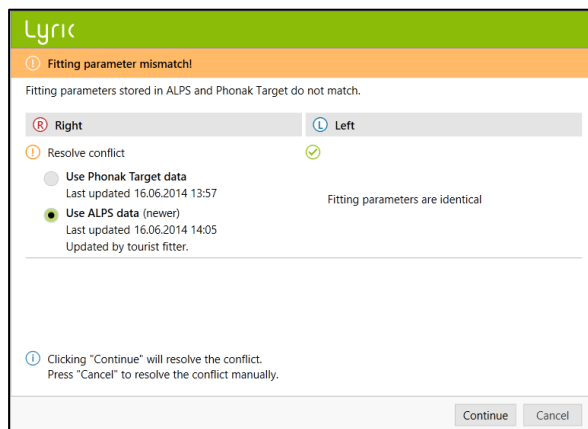 Lyric
Fitting parameter mismatch!
Fitting parameters stored in ALPS and Phonak Target do not match.
R Right
L Left
Resolve conflict
Use Phonak Target data
Last updated 16.06.2014 13:57
Use ALPS data (newer)
Last updated 16.06.2014 14:05
Updated by tourist fitter.
Fitting parameters are identical
Clicking "Continue" will resolve the conflict.
Press "Cancel" to resolve the conflict manually.
Continue
Cancel